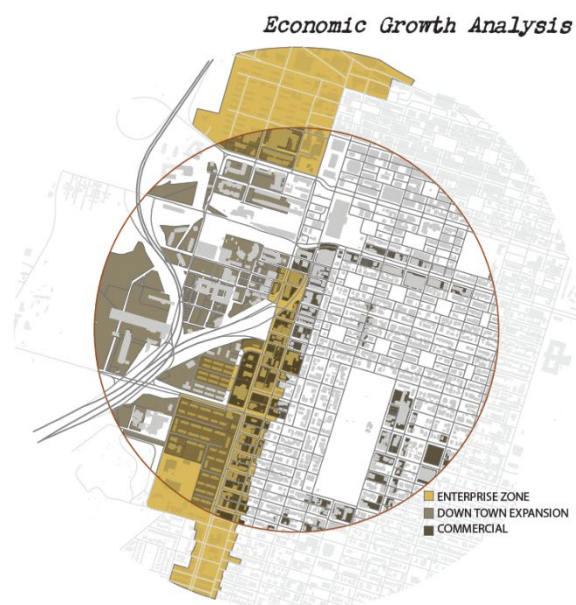 Economic Growth Analysis
ENTERPRISE ZONE
DOWN TOWN EXPANSION
COMMERCIAL